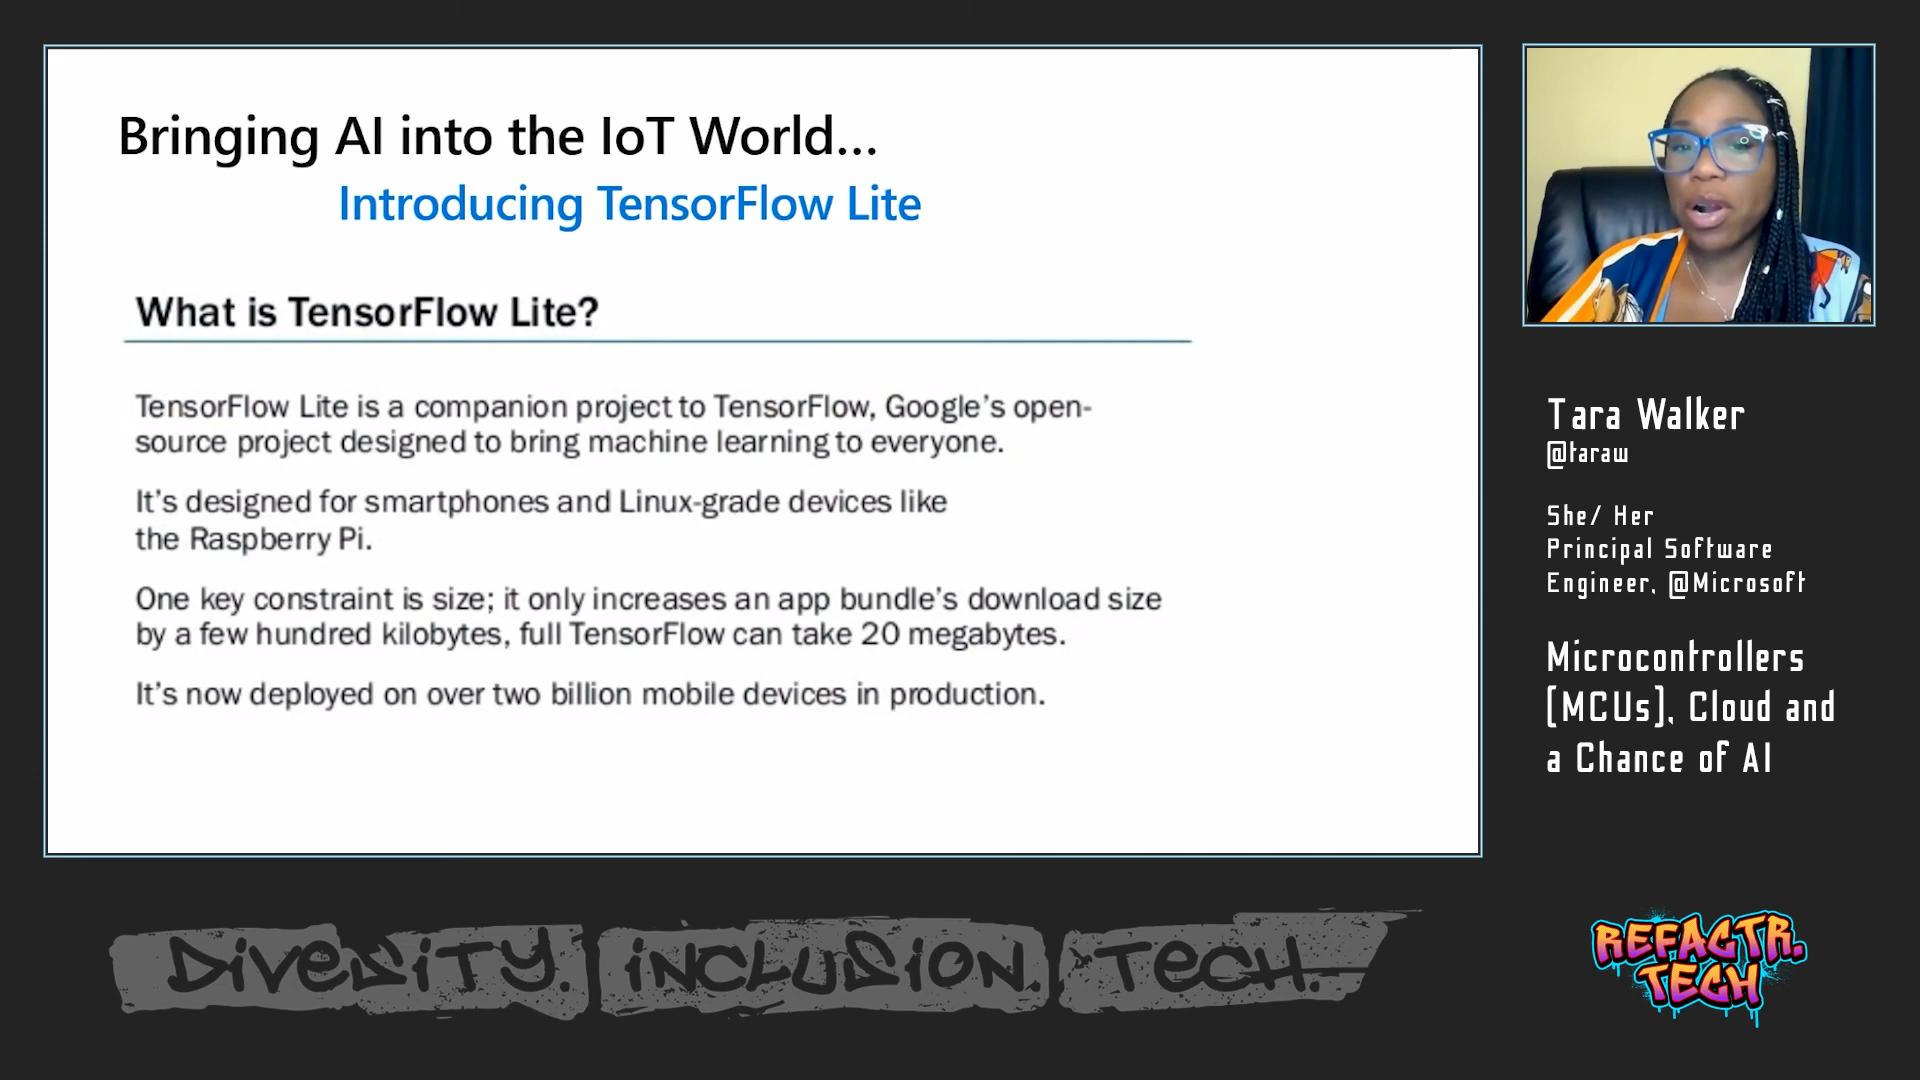 Bringing AI into the IoT World...
Introducing TensorFlow Lite
What is TensorFlow Lite?
TensorFlow Lite is a companion project to TensorFlow, Google's open-
source project designed to bring machine learning to everyone.
It's designed for smartphones and Linux-grade devices like
the Raspberry Pi.
One key constraint is size; it only increases an app bundle's download size
by a few hundred kilobytes, full TensorFlow can take 20 megabytes.
It's now deployed on over two billion mobile devices in production.
Tara Walker
@taraw
She/ Her
Principal Software
Engineer, @Microsoft
Microcontrollers
(MCUs), Cloud and
a Chance of AI
DIVERSITY. INCLUSION. TECH.
REFACTR.
TECH